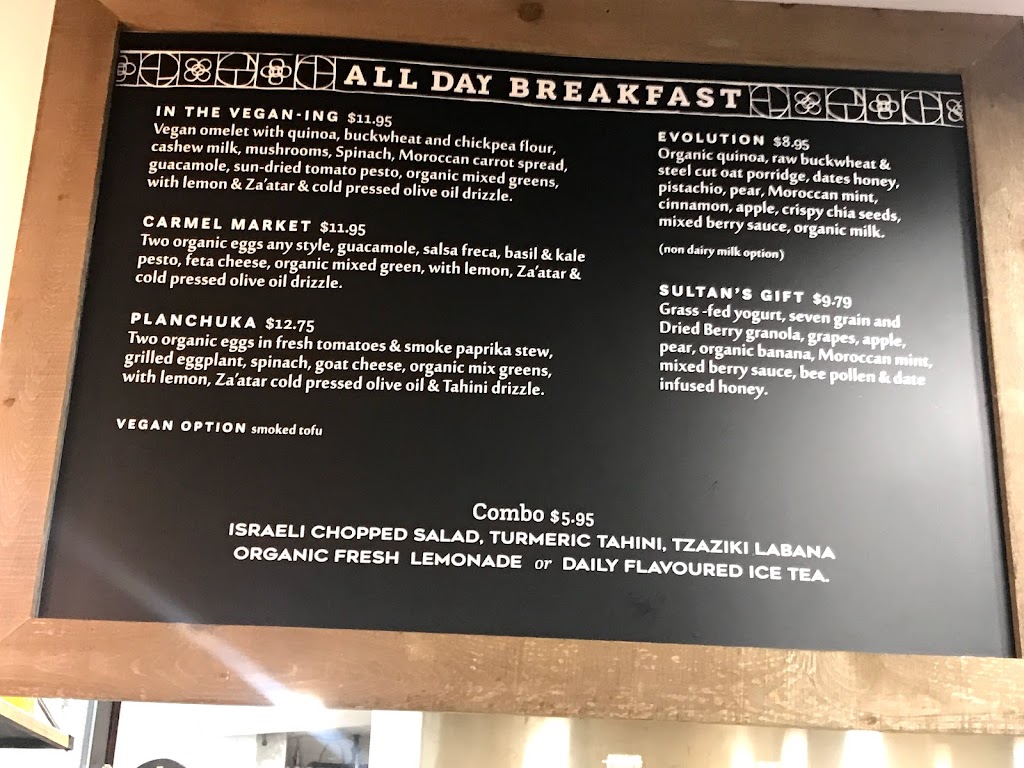 ALL DAY BREAKFAST
IN THE VEGAN-ING $11.95
Vegan omelet with quinoa, buckwheat and chickpea flour,
cashew milk, mushrooms, Spinach, Moroccan carrot spread,
guacamole, sun-dried tomato pesto, organic mixed greens,
with lemon & Za'atar & cold pressed olive oil drizzle.
CARMEL MARKET $11.95
Two organic eggs any style, guacamole, salsa freca, basil & kale
pesto, feta cheese, organic mixed green, with lemon, Za'atar &
cold pressed olive oil drizzle.
PLANCHUKA $12.75
Two organic eggs in fresh tomatoes & smoke paprika stew,
grilled eggplant, spinach, goat cheese, organic mix greens,
with lemon, Za'atar cold pressed olive oil & Tahini drizzle.
VEGAN OPTION smoked tofu
EVOLUTION $8.95
Organic quinoa, raw buckwheat &
steel cut oat porridge, dates honey,
pistachio, pear, Moroccan mint,
cinnamon, apple, crispy chia seeds,
mixed berry sauce, organic milk.
(non dairy milk option)
SULTAN'S GIFT $9.79
Grass-fed yogurt, seven grain and
Dried Berry granola, grapes, apple,
pear, organic banana, Moroccan mint,
mixed berry sauce, bee pollen & date
infused honey.
Combo $5.95
ISRAELI CHOPPED SALAD, TURMERIC TAHINI, TZAZIKI LABANA
ORGANIC FRESH LEMONADE or DAILY FLAVOURED ICE TEA.